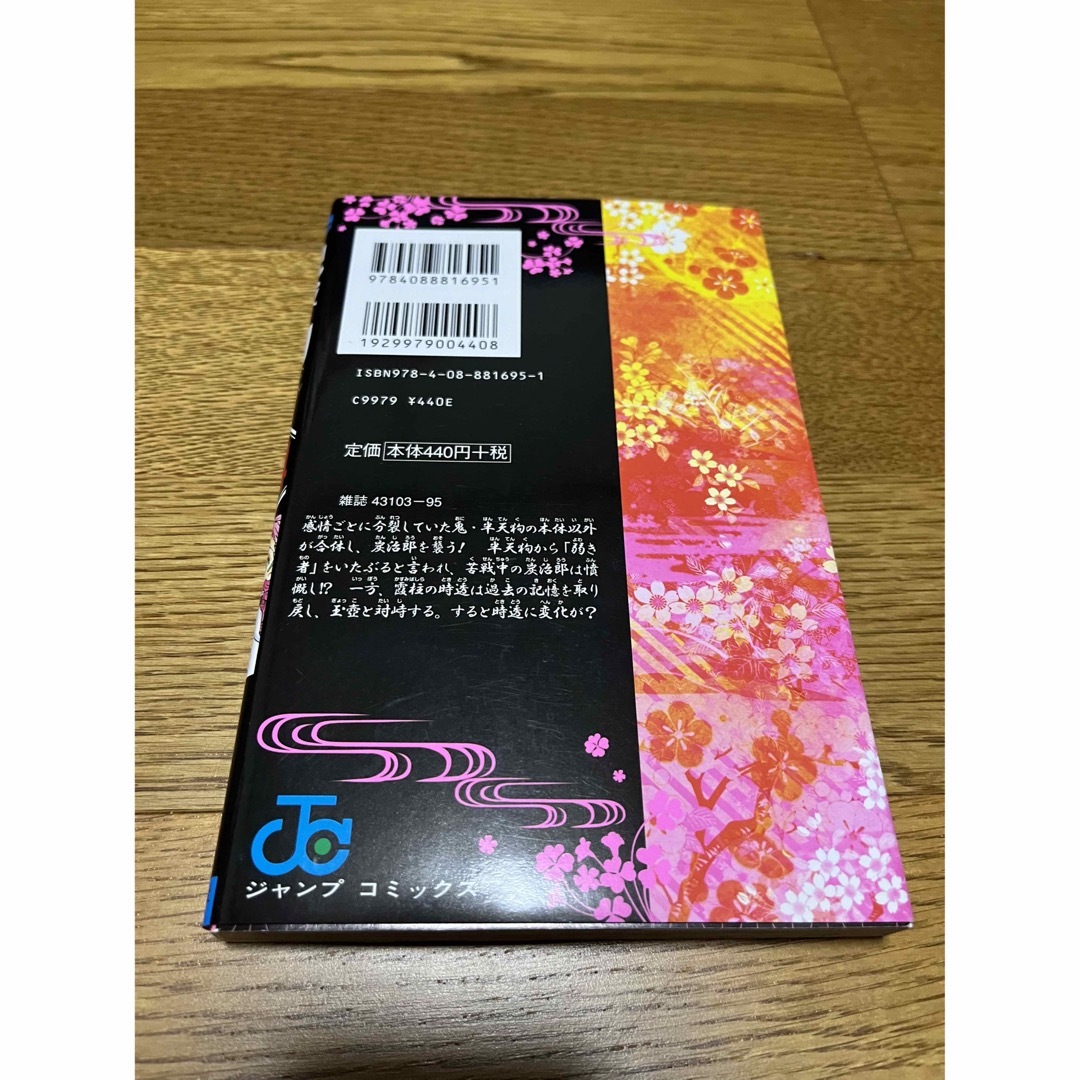 9784088816951
1929979004408
ISBN978-4-08-881695-1
C9979 ¥440E
定価 本体440円+税
雑誌 43103-95
感情ごとに分裂していた鬼・半天狗の本体以外
が合体し、炭治郎を襲う! 半天狗から「弱き
者」をいたぶると言われ、苦戦中の炭治郎は憤
慨し!? 一方、霞柱の時透は過去の記憶を取り
戻し、玉壺と対峙する。すると時透に変化が?
JC
ジャンプ コミックス